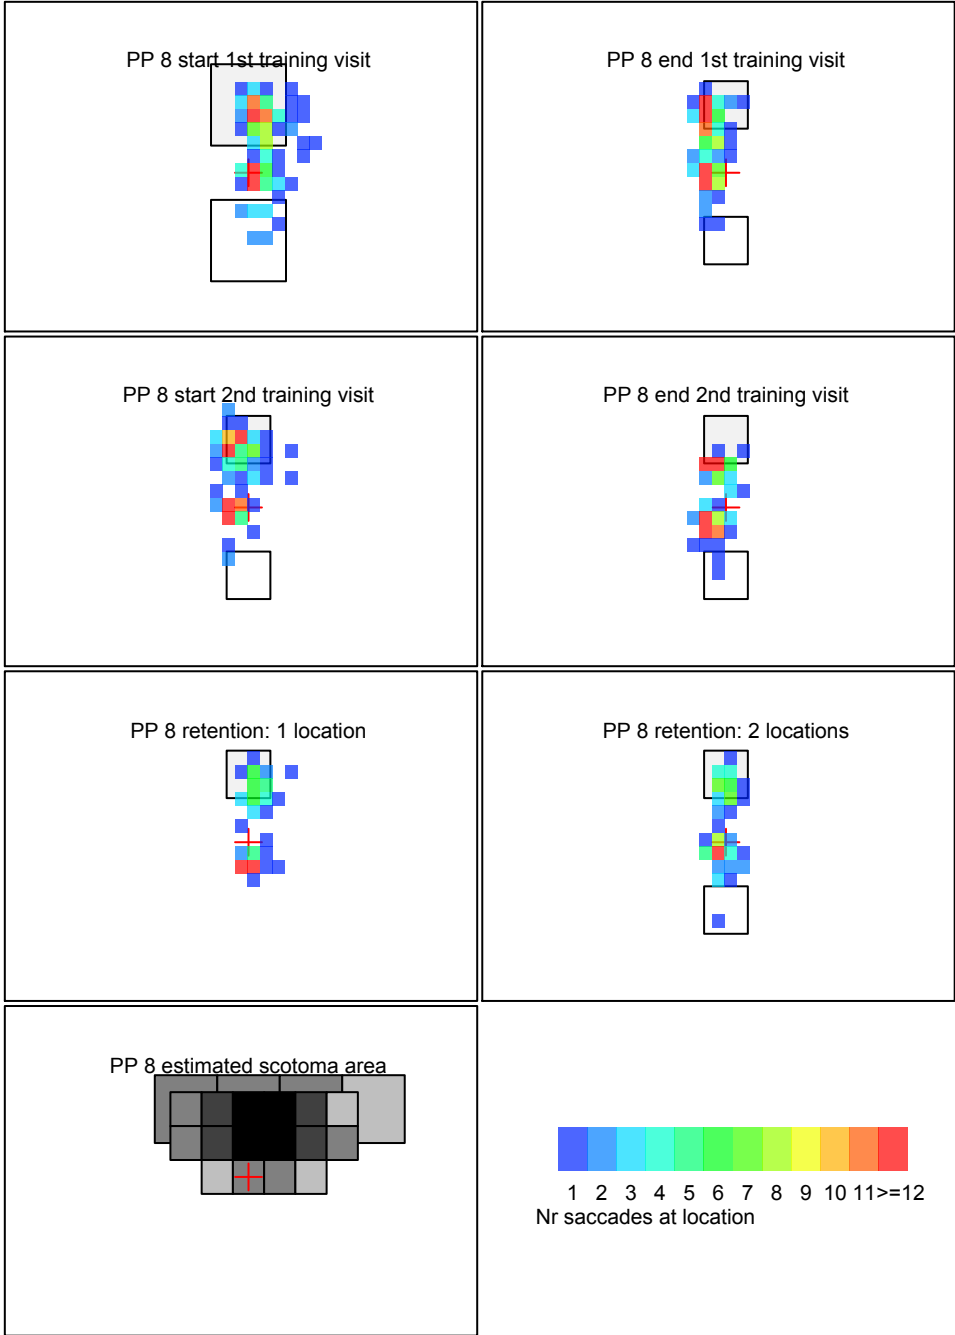 PP 8 start 1st training visit
PP 8 end 1st training visit
PP 8 start 2nd training visit
PP 8 end 2nd training visit
PP 8 retention: 1 location
PP 8 retention: 2 locations
PP 8 estimated scotoma area
1 2 3 4 5 6 7 8 9 10 11 >=12
Nr saccades at location